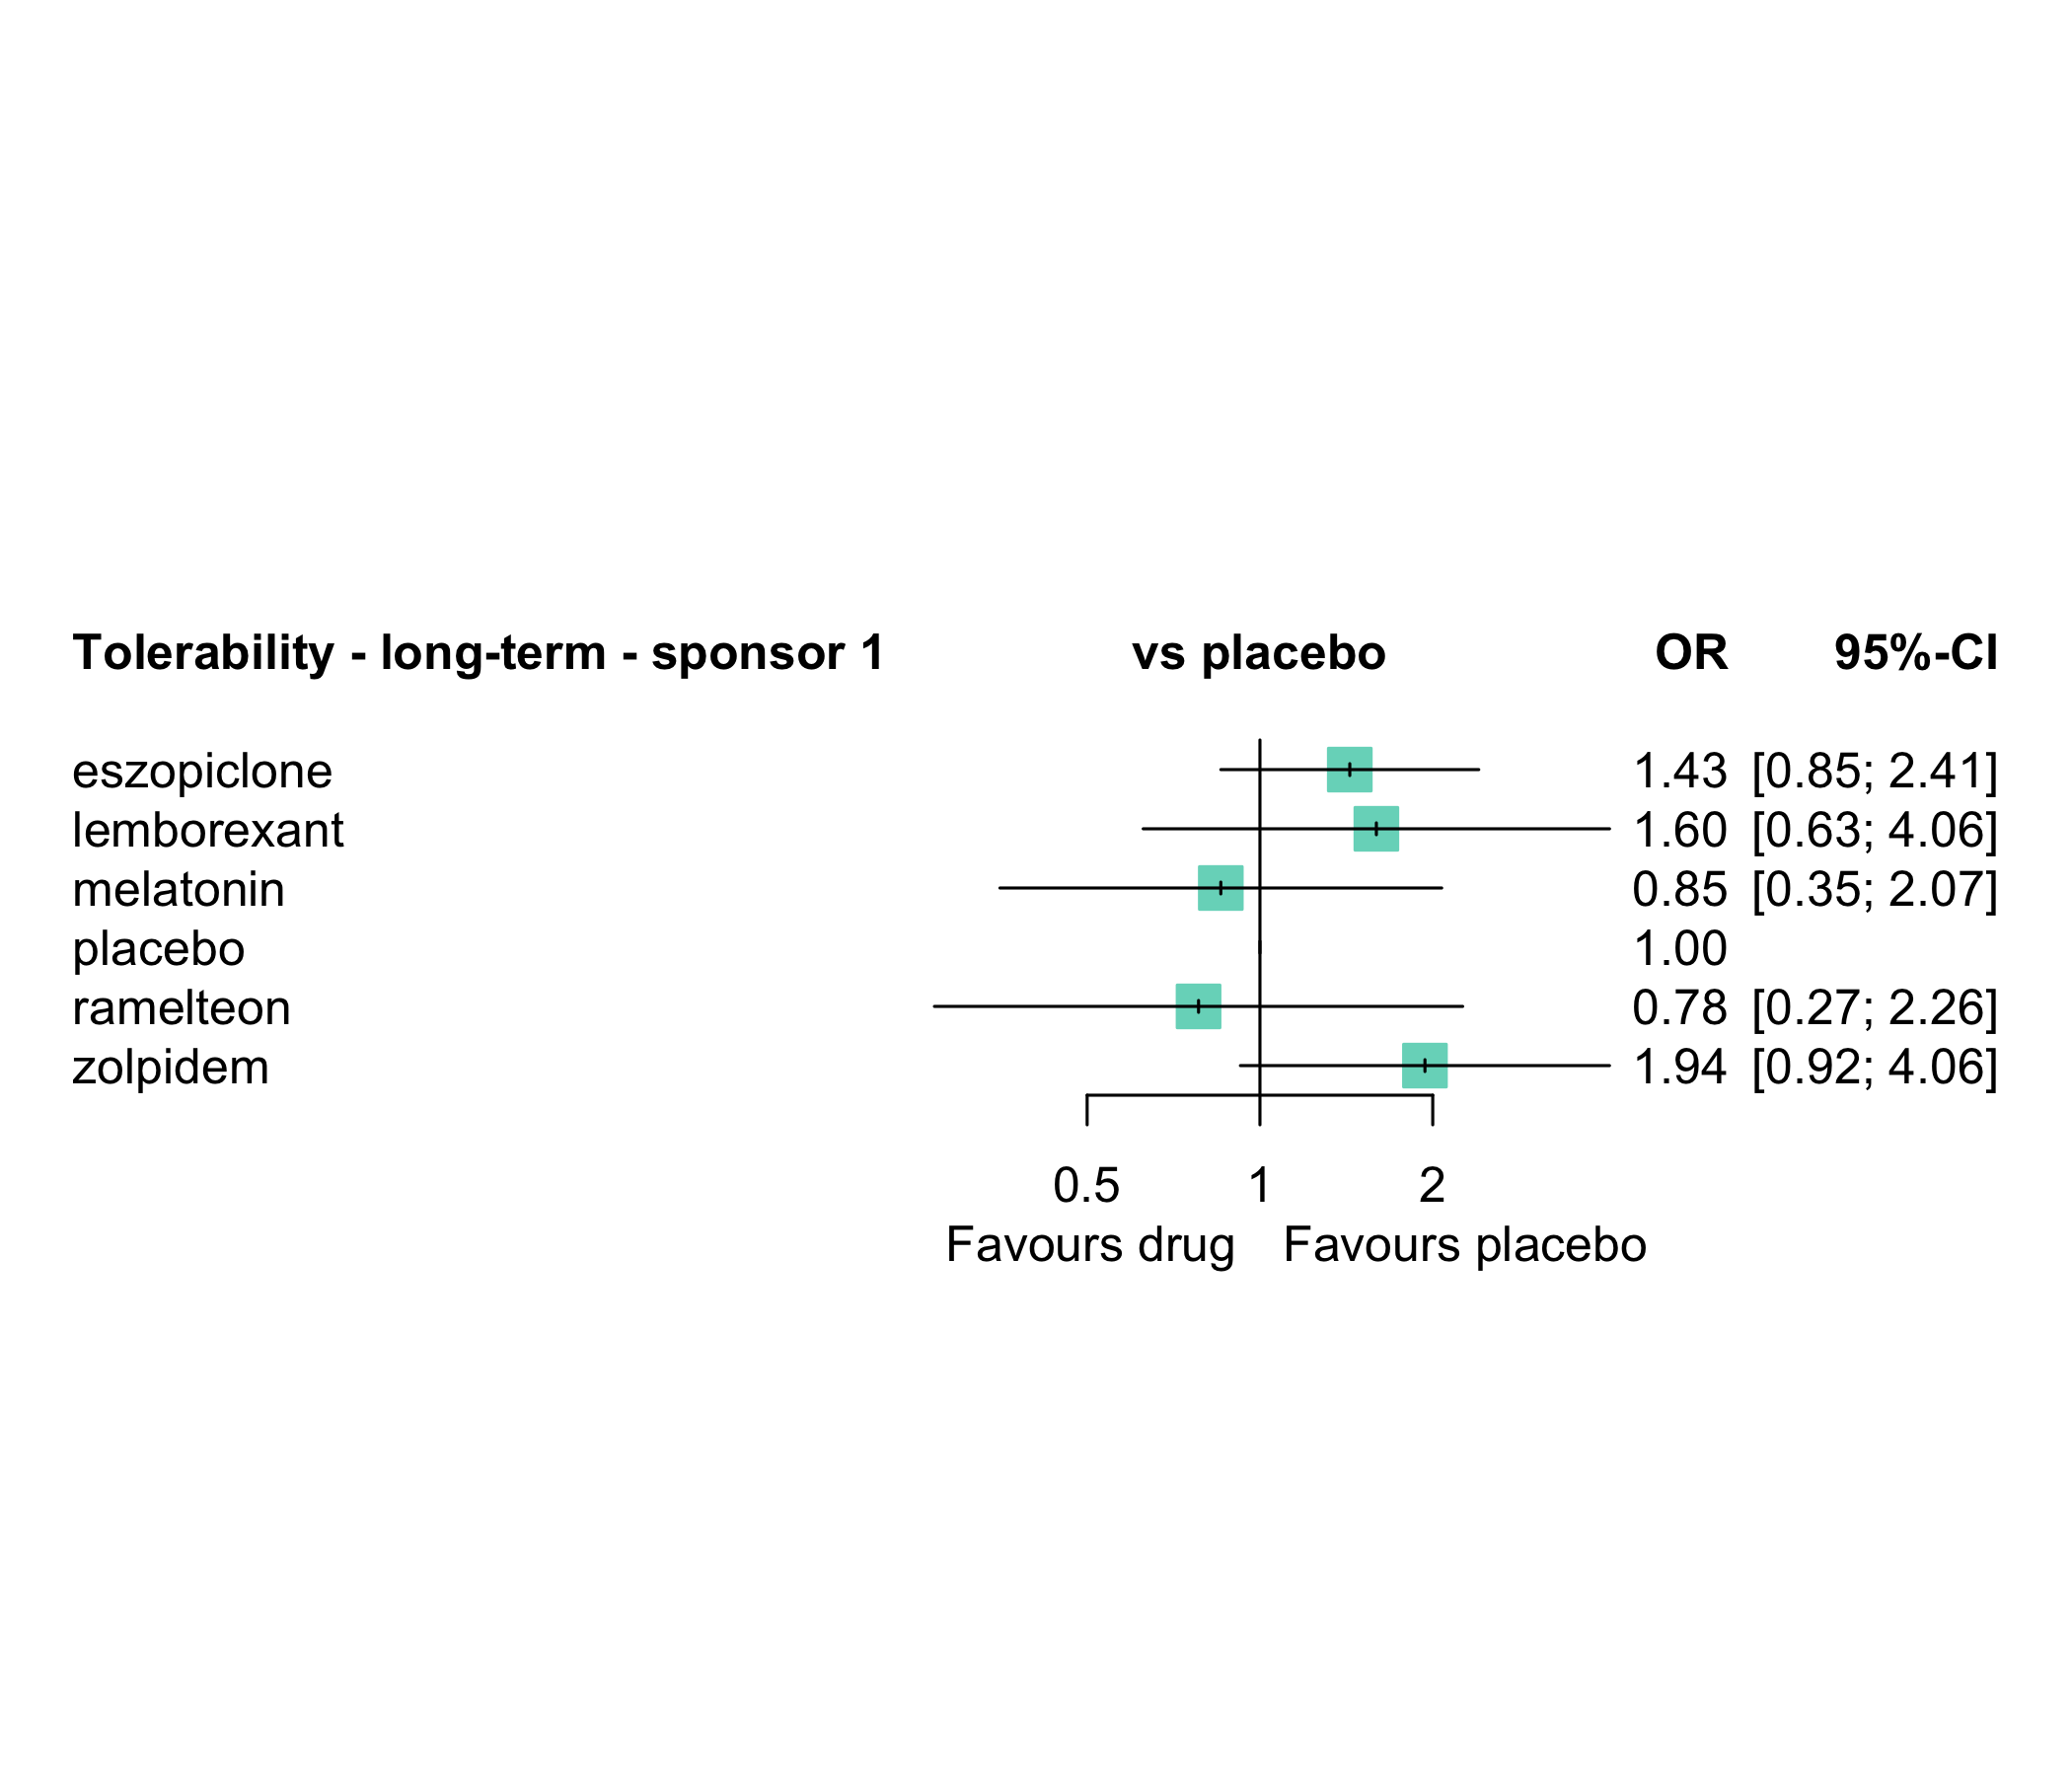 Tolerability - long-term - sponsor 1 vs placebo OR 95%-CI
eszopiclone 1.43 [0.85; 2.41]
lemborexant 1.60 [0.63; 4.06]
melatonin 0.85 [0.35; 2.07]
placebo 1.00
ramelteon 0.78 [0.27; 2.26]
zolpidem 1.94 [0.92; 4.06]
0.5 1 2
Favours drug Favours placebo